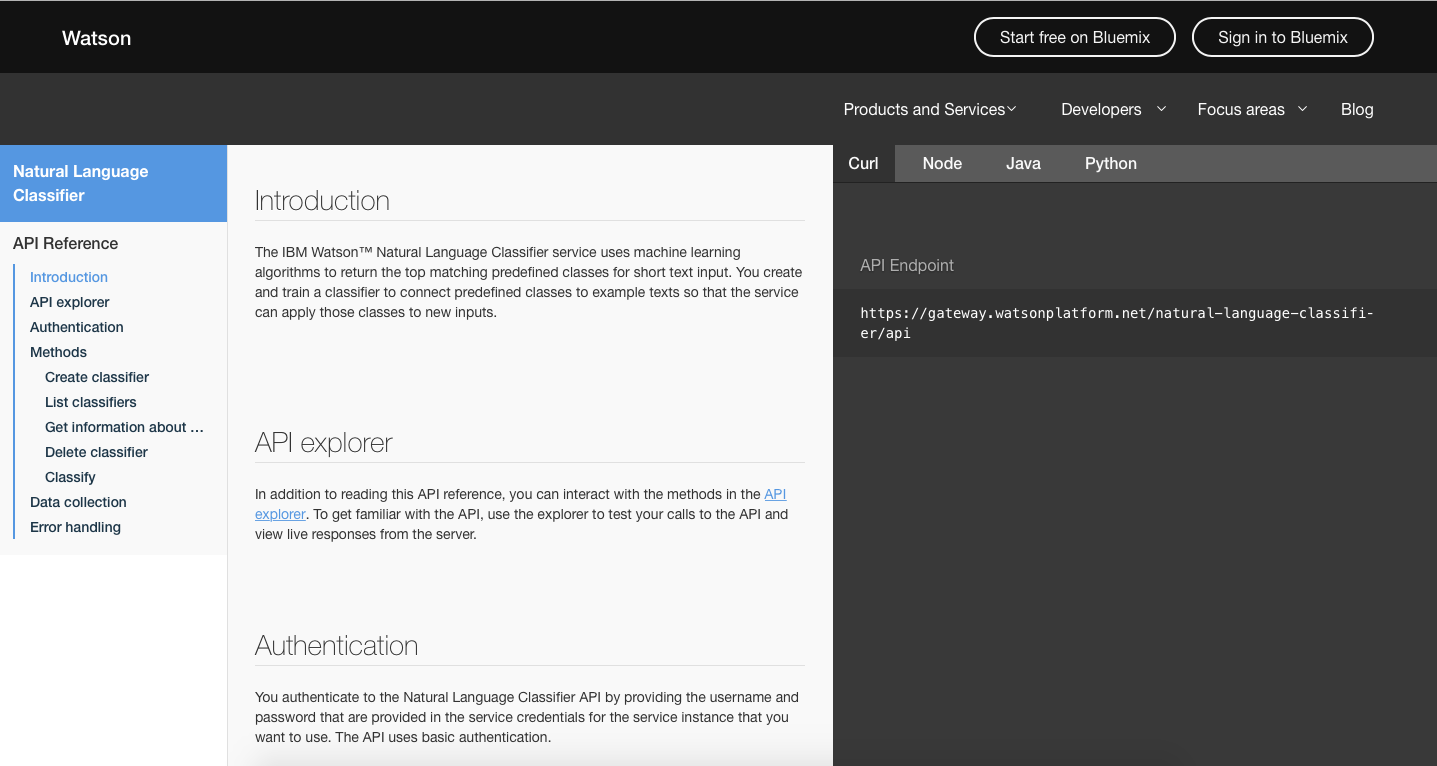 Watson
Start free on Bluemix
Sign in to Bluemix
Products and Services
Developers
Focus areas
Blog
Natural Language
Classifier
API Reference
Introduction
API explorer
Authentication
Methods
Create classifier
List classifiers
Get information about ...
Delete classifier
Classify
Data collection
Error handling
Introduction
The IBM Watson™ Natural Language Classifier service uses machine learning
algorithms to return the top matching predefined classes for short text input. You create
and train a classifier to connect predefined classes to example texts so that the service
can apply those classes to new inputs.
API explorer
In addition to reading this API reference, you can interact with the methods in the API
explorer. To get familiar with the API, use the explorer to test your calls to the API and
view live responses from the server.
Authentication
You authenticate to the Natural Language Classifier API by providing the username and
password that are provided in the service credentials for the service instance that you
want to use. The API uses basic authentication.
Curl
Node
Java
Python
API Endpoint
https://gateway.watsonplatform.net/natural-language-classifi-
er/api